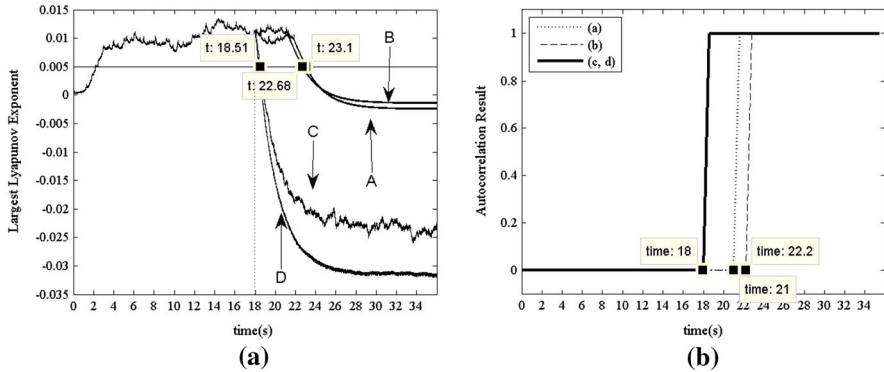 0.015
0.01
0.005
0
-0.005
-0.01
-0.015
-0.02
-0.025
-0.03
-0.035
Largest Lyapunov Exponent
t: 18.51
t: 23.1
t: 22.68
B
C
A
D
0 2 4 6 8 10 12 14 16 18 20 22 24 26 28 30 32 34
time(s)
(a)
1
0.8
0.6
0.4
0.2
0
Autocorrelation Result
(a)
(b)
(c, d)
time: 18
time: 22.2
time: 21
0 2 4 6 8 10 12 14 16 18 20 22 24 26 28 30 32 34
time(s)
(b)